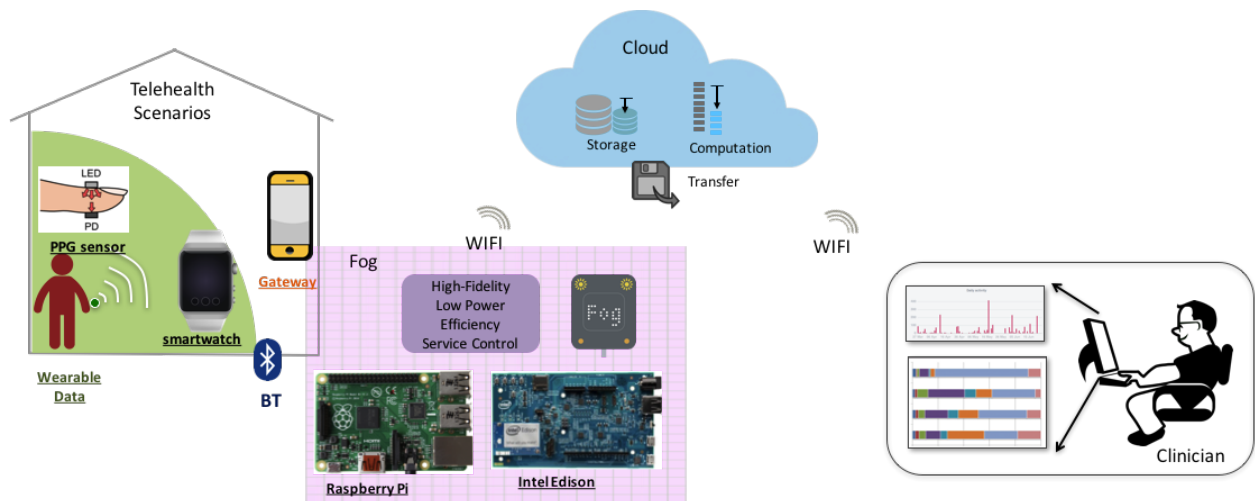 Cloud
Telehealth
Scenarios
Storage
Computation
Transfer
LED
PD
PPG sensor
smartwatch
Gateway
Wearable
Data
BT
WIFI
Fog
High-Fidelity
Low Power
Efficiency
Service Control
Fog
Raspberry Pi
Intel Edison
WIFI
Clinician